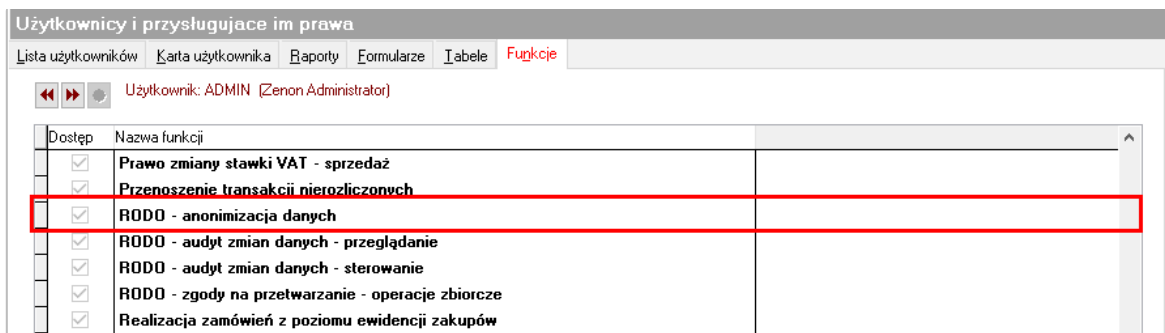 Użytkownicy i przysługujace im prawa
Lista użytkowników Karta użytkownika Raporty Formularze Tabele Funkcje
Użytkownik: ADMIN (Zenon Administrator)
Dostęp Nazwa funkcji
Prawo zmiany stawki VAT - sprzedaż
Przenoszenie transakcji nierozliczonych
RODO - anonimizacja danych
RODO - audyt zmian danych - przeglądanie
RODO - audyt zmian danych - sterowanie
RODO - zgody na przetwarzanie - operacje zbiorcze
Realizacja zamówień z poziomu ewidencji zakupów